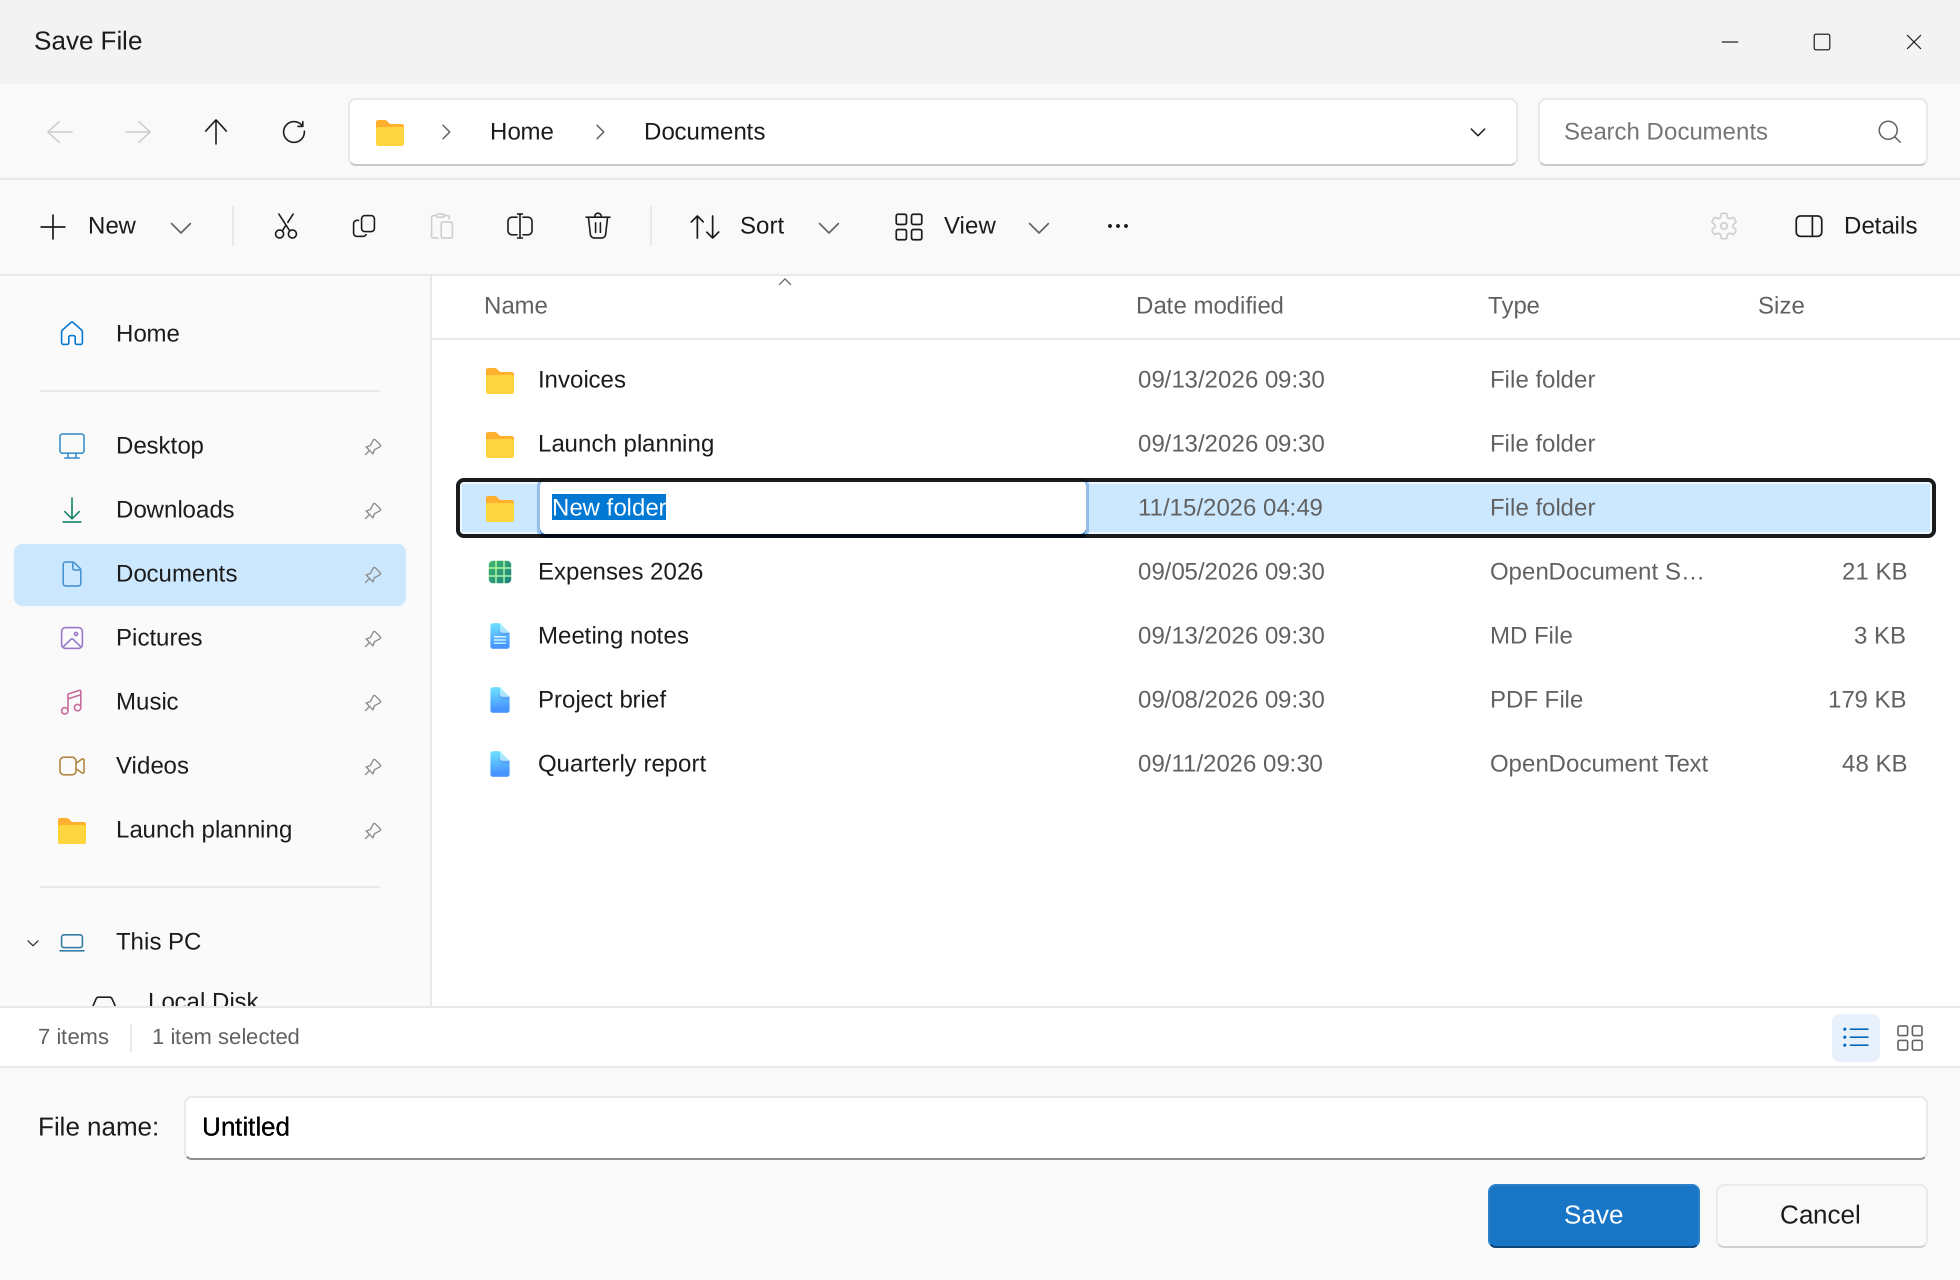 Save File
Home
Documents
Search Documents
New
Sort
View
Details
Home
Desktop
Downloads
Documents
Pictures
Music
Videos
Launch planning
This PC
Local Disk
Name Date modified Type Size
Invoices 09/13/2026 09:30 File folder
Launch planning 09/13/2026 09:30 File folder
New folder 11/15/2026 04:49 File folder
Expenses 2026 09/05/2026 09:30 OpenDocument S… 21 KB
Meeting notes 09/13/2026 09:30 MD File 3 KB
Project brief 09/08/2026 09:30 PDF File 179 KB
Quarterly report 09/11/2026 09:30 OpenDocument Text 48 KB
7 items 1 item selected
File name: Untitled
Save Cancel